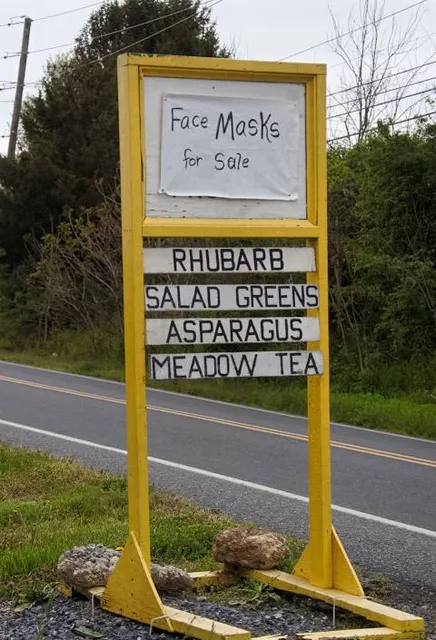 Face Masks
for Sale
RHUBARB
SALAD GREENS
ASPARAGUS
MEADOW TEA